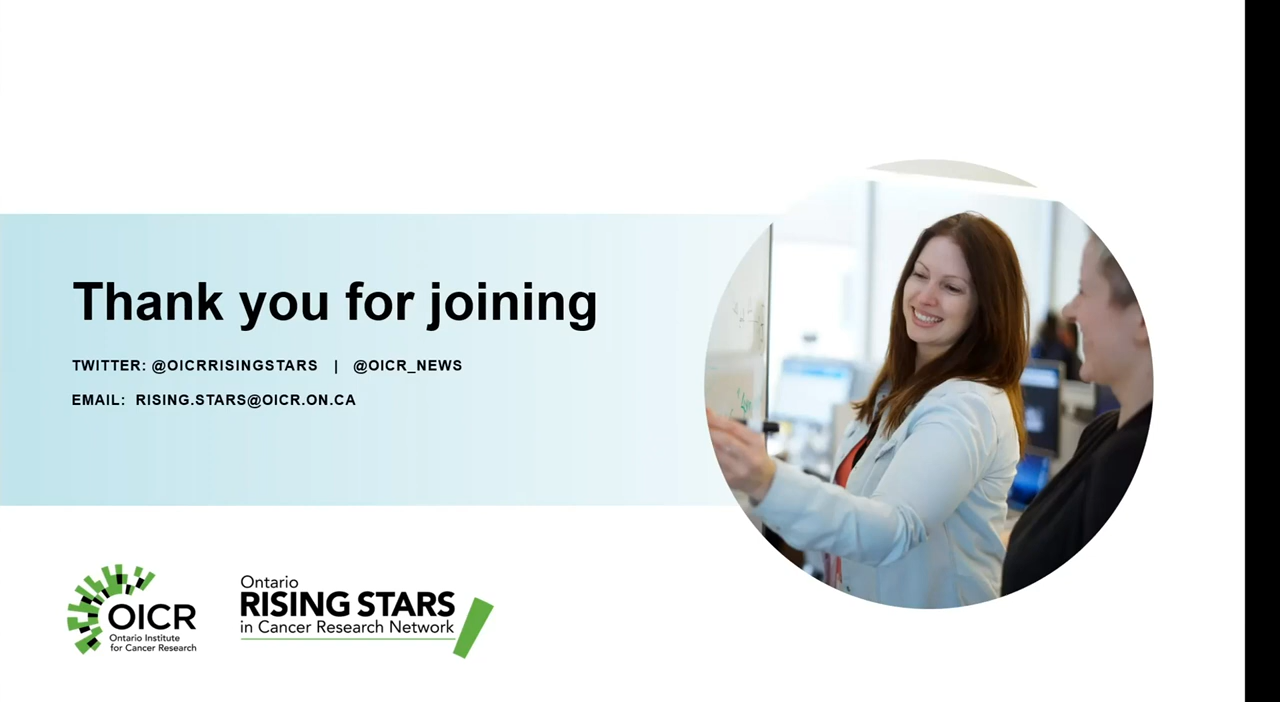 Thank you for joining
TWITTER: @OICRRISINGSTARS | @OICR_NEWS
EMAIL: RISING.STARS@OICR.ON.CA
OICR
Ontario Institute
for Cancer Research
Ontario
RISING STARS
in Cancer Research Network